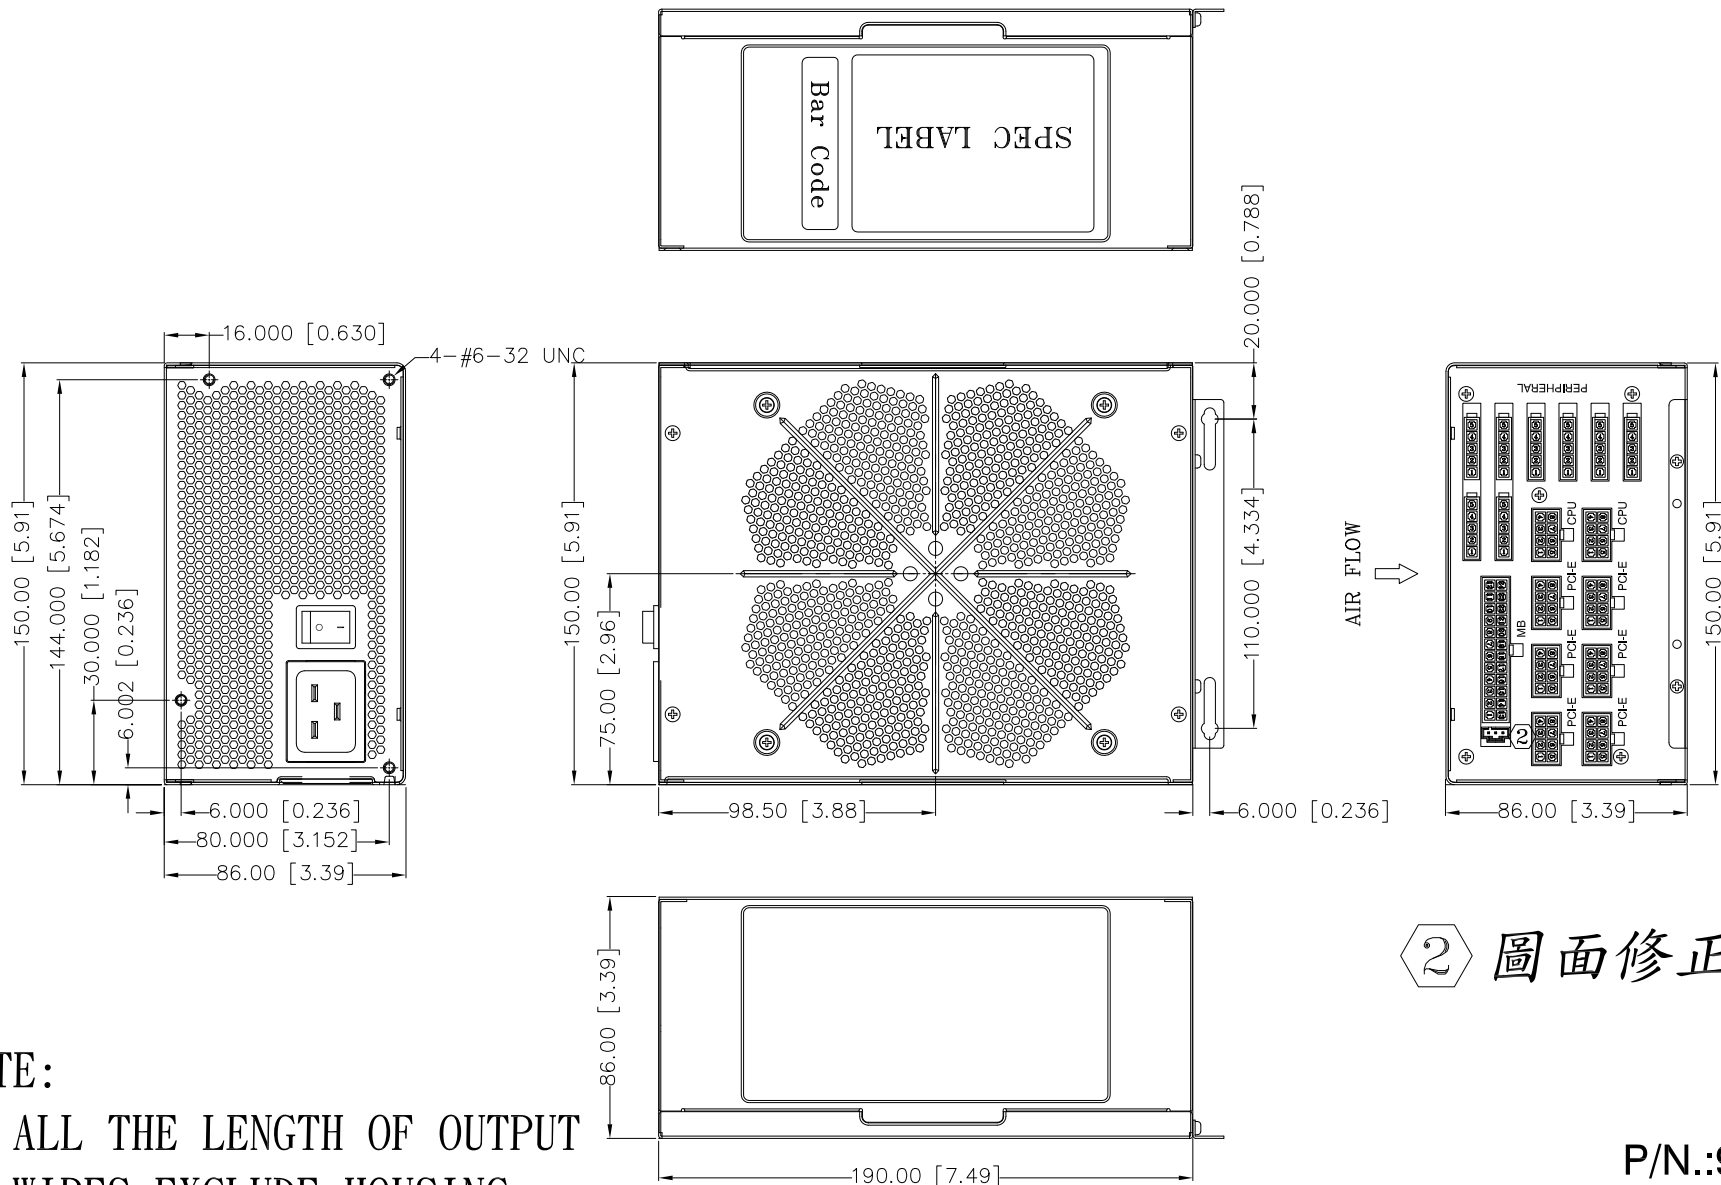 Bar Code
SPEC LABEL
20.000 [0.788]
16.000 [0.630]
4-#6-32 UNC
150.00 [5.91]
144.000 [5.674]
30.000 [1.182]
6.002 [0.236]
6.000 [0.236]
80.000 [3.152]
86.00 [3.39]
150.00 [5.91]
75.00 [2.96]
110.000 [4.334]
98.50 [3.88]
6.000 [0.236]
AIR FLOW
PERIPHERAL
CPU
CPU
PCI-E
PCI-E
MB
PCI-E
PCI-E
PCI-E
PCI-E
2
150.00 [5.91]
86.00 [3.39]
2 圖面修正
86.00 [3.39]
190.00 [7.49]
TE:
ALL THE LENGTH OF OUTPUT
WIRES EXCLUDE HOUSING
P/N.:9